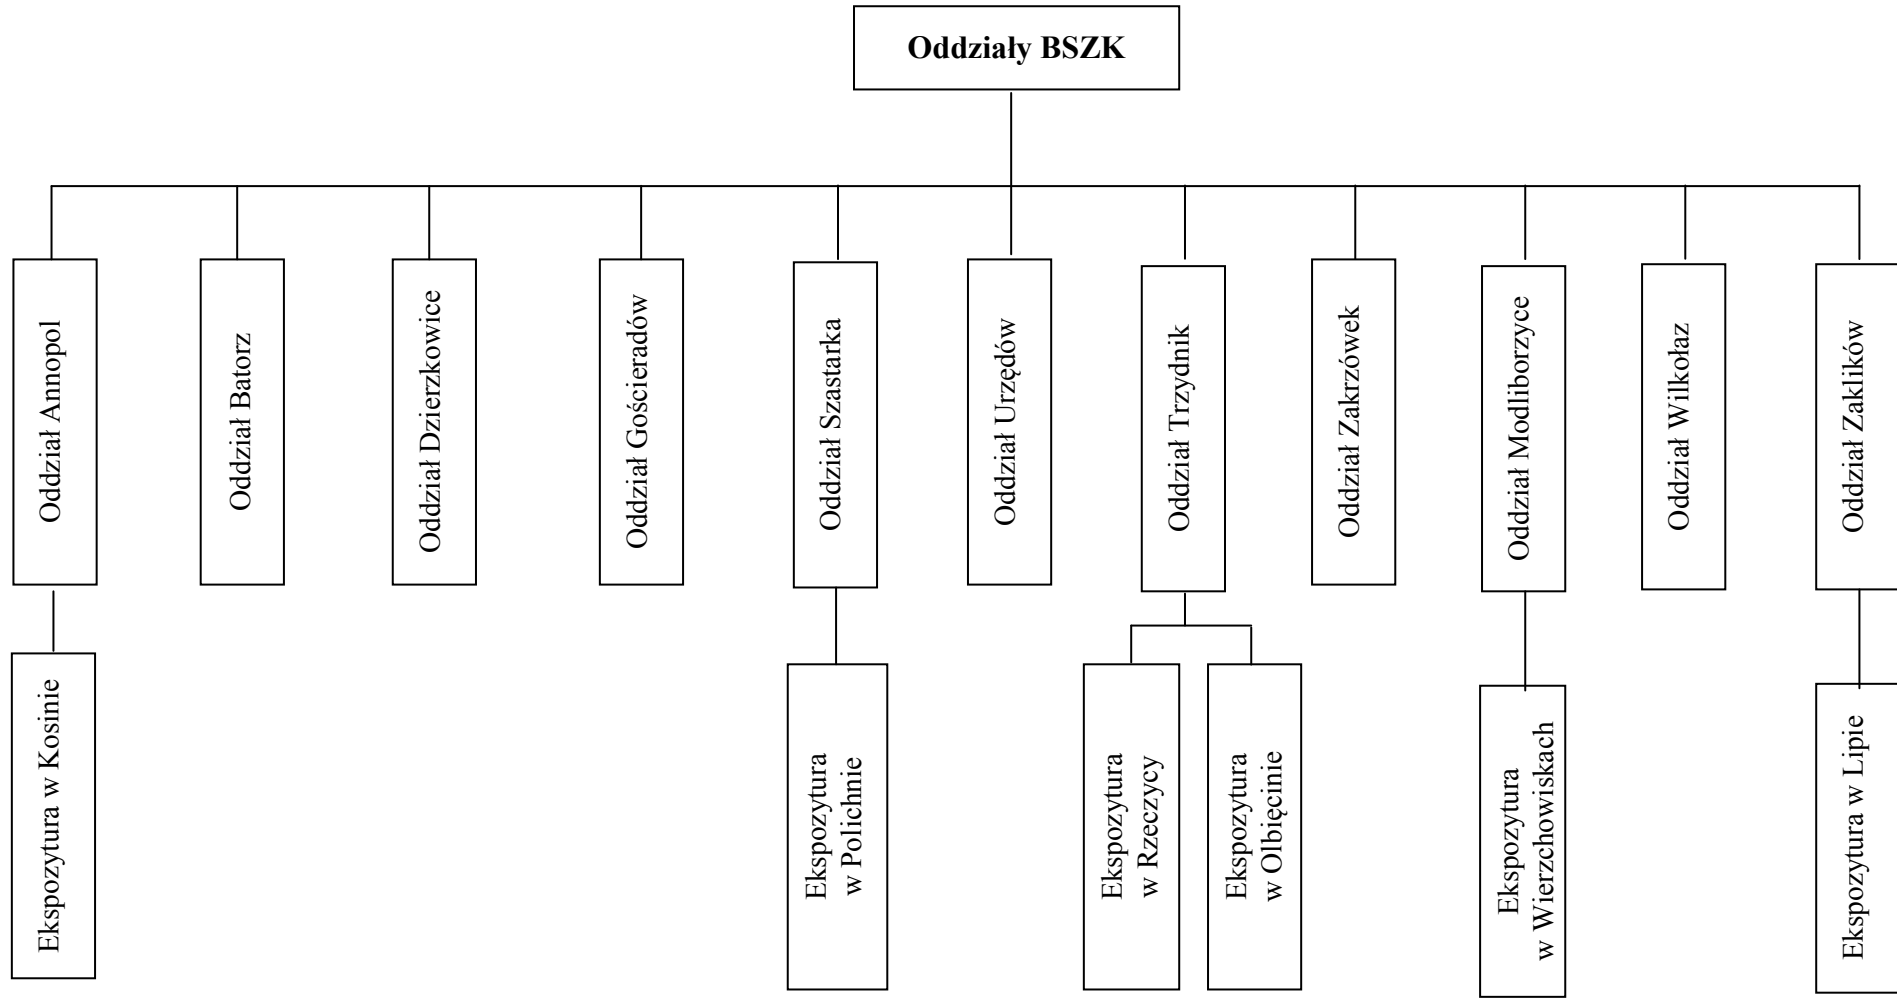 Oddziały BSZK
Oddział Annopol
Oddział Batorz
Oddział Dzierzkowice
Oddział Gościeradów
Oddział Szastarka
Oddział Urzędów
Oddział Trzydnik
Oddział Zakrzówek
Oddział Modliborzyce
Oddział Wilkołaz
Oddział Zaklików
Ekspozytura w Kosinie
Ekspozytura
w Polichnie
Ekspozytura
w Rzeczycy
Ekspozytura
w Olbięcinie
Ekspozytura
w Wierzchowiskach
Ekspozytura w Lipie